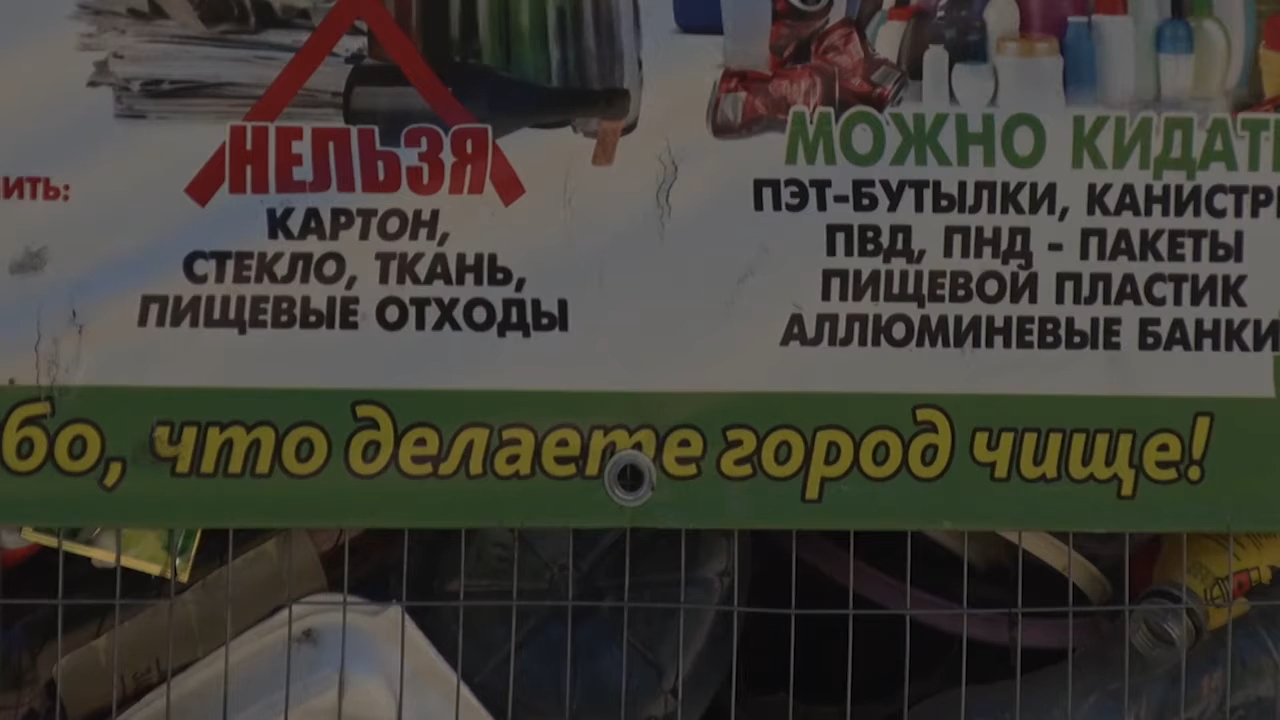 ИТЬ:
НЕЛЬЗЯ
КАРТОН,
СТЕКЛО, ТКАНЬ,
ПИЩЕВЫЕ ОТХОДЫ
МОЖНО КИДАТ
ПЭТ-БУТЫЛКИ, КАНИСТР
ПВД, ПНД - ПАКЕТЫ
ПИЩЕВОЙ ПЛАСТИК
АЛЛЮМИНЕВЫЕ БАНКИ
бо, что делаете город чище!